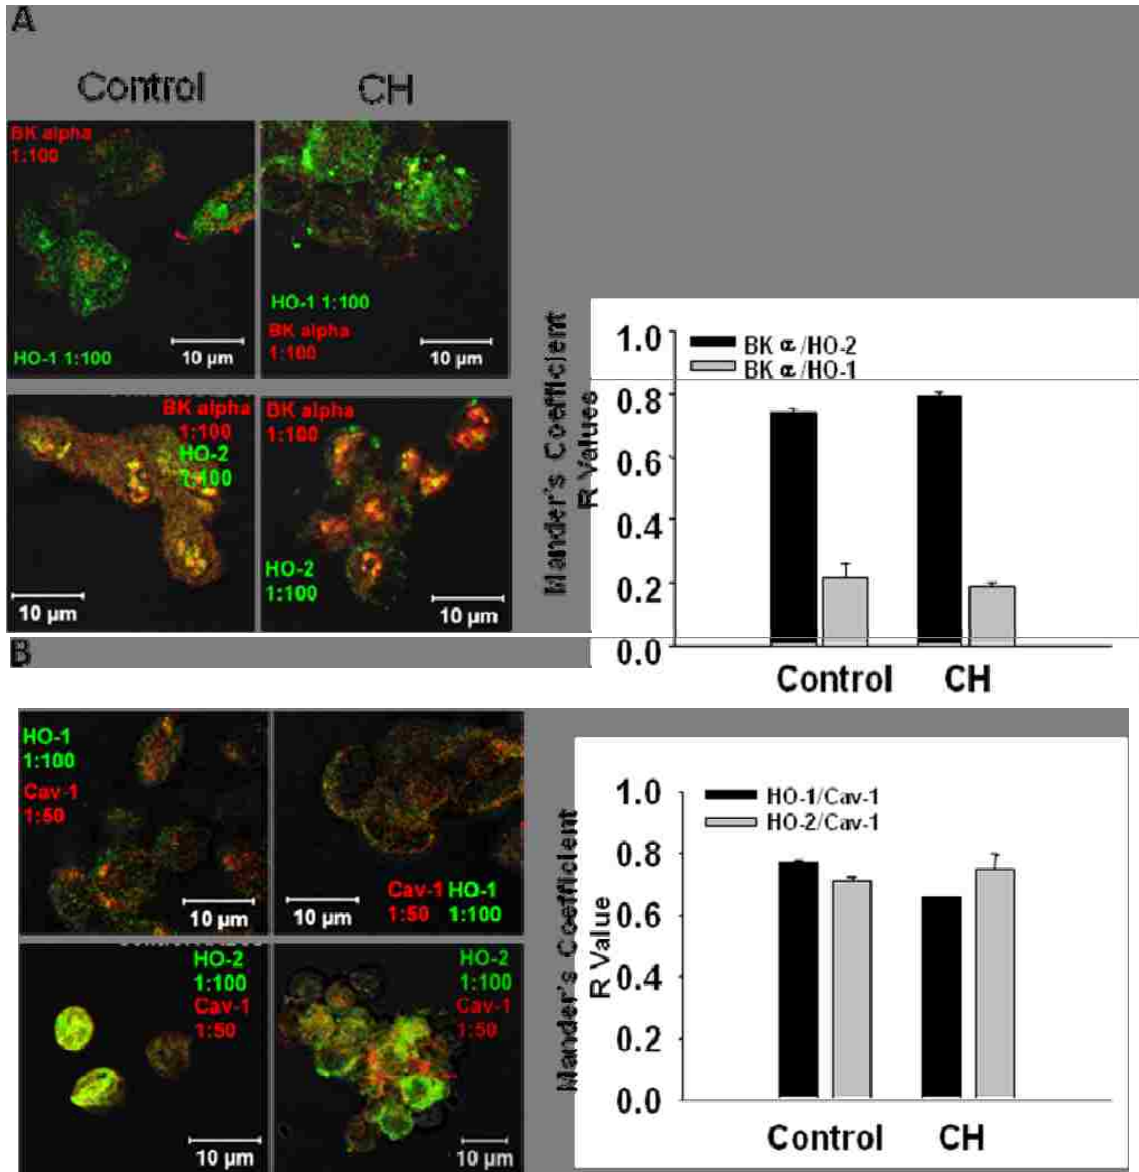 A
Control
CH
BK alpha
1:100
HO-1 1:100
10 µm
HO-1 1:100
BK alpha
1:100
10 µm
BK alpha
1:100
HO-2
1:100
10 µm
BK alpha
1:100
HO-2
1:100
10 µm
Mander's Coefficient
R Values
1.0
0.8
0.6
0.4
0.2
0.0
BK α/HO-2
BK α/HO-1
Control
CH
B
HO-1
1:100
Cav-1
1:50
10 µm
Cav-1 HO-1
1:50 1:100
10 µm
HO-2
1:100
Cav-1
1:50
10 µm
HO-2
1:100
Cav-1
1:50
10 µm
Mander's Coefficient
R Value
1.0
0.8
0.6
0.4
0.2
0.0
HO-1/Cav-1
HO-2/Cav-1
Control
CH